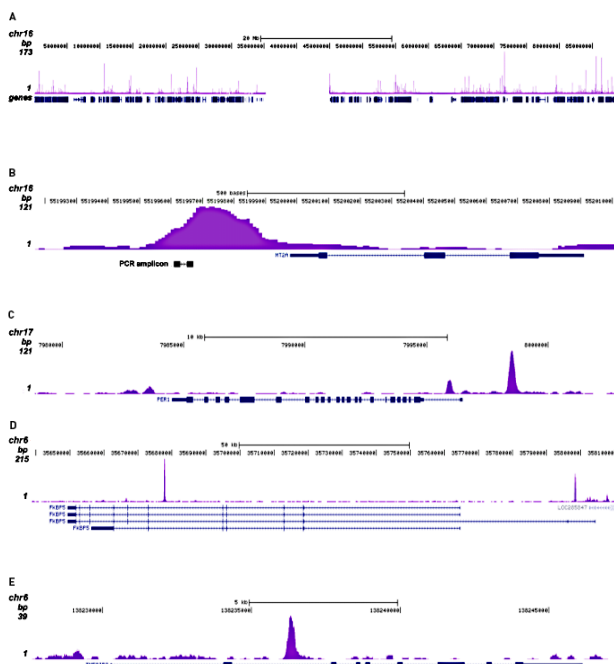 A
chr16
20 Mb
bp
5000000| 10000000| 15000000| 20000000| 25000000| 30000000| 35000000| 45000000| 50000000| 55000000| 60000000| 65000000| 70000000| 75000000| 80000000| 85000000|
173
1
genes
B
chr16
500 bases
bp
55199300| 55199400| 55199500| 55199600| 55199700| 55199800| 55199900| 55200000| 55200100| 55200200| 55200300| 55200400| 55200500| 55200600| 55200700| 55200800| 55200900| 55201000|
121
1
MT2A
PCR amplicon
C
chr17
10 kb
bp
7980000| 7985000| 7990000| 7995000| 8000000|
121
1
PER1
D
chr6
50 kb
bp
35650000| 35660000| 35670000| 35680000| 35690000| 35700000| 35710000| 35720000| 35730000| 35740000| 35750000| 35760000| 35770000| 35780000| 35790000| 35800000| 35810000
215
1
FKBP5
LOC285847
FKBP5
FKBP5
FKBP5
E
chr6
5 kb
bp
138230000| 138235000| 138240000| 138245000|
39
1